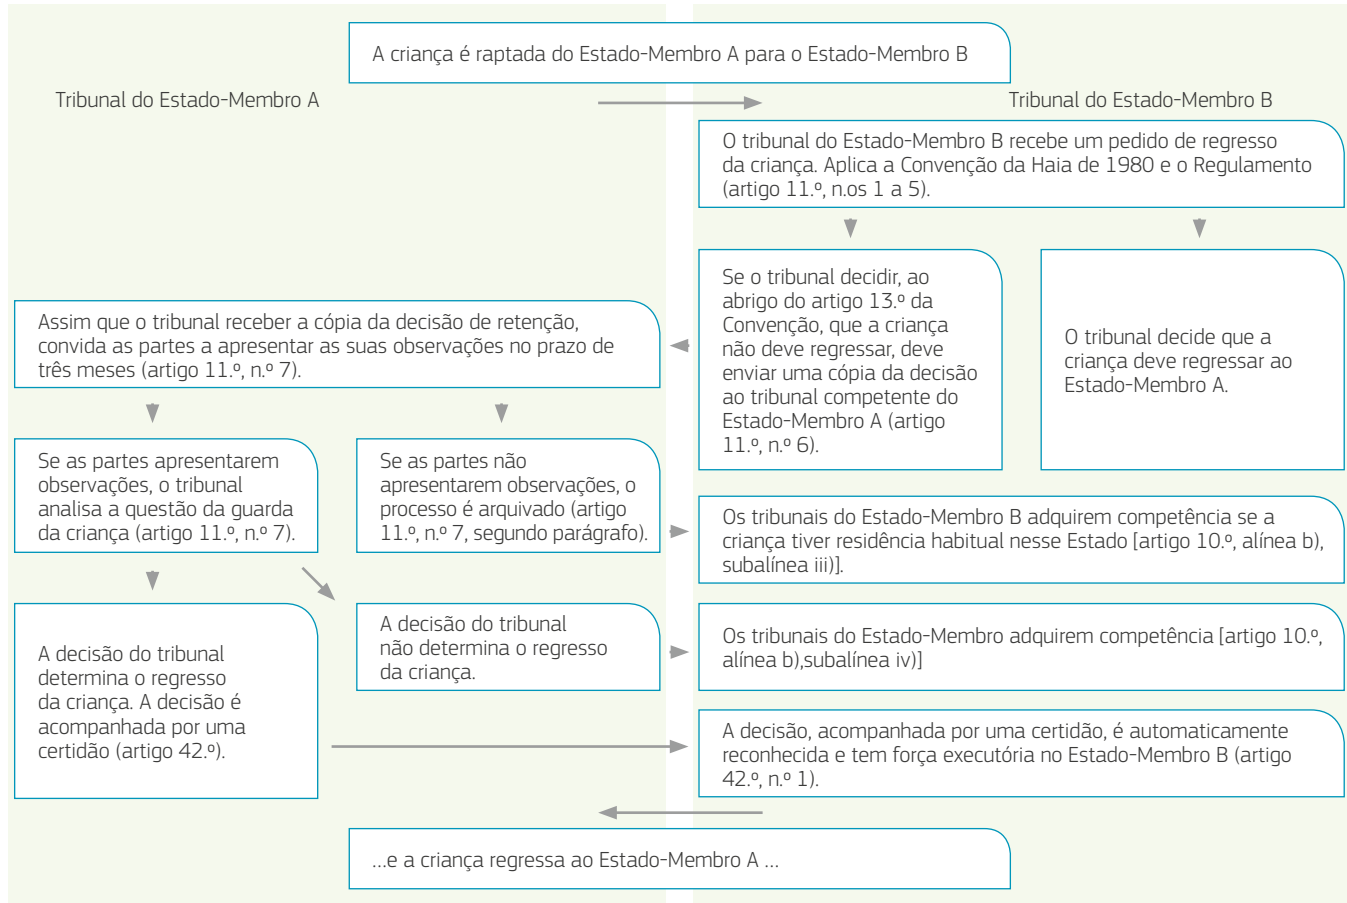 A criança é raptada do Estado-Membro A para o Estado-Membro B
Tribunal do Estado-Membro A
Tribunal do Estado-Membro B
O tribunal do Estado-Membro B recebe um pedido de regresso
da criança. Aplica a Convenção da Haia de 1980 e o Regulamento
(artigo 11.º, n.os 1 a 5).
Se o tribunal decidir, ao
abrigo do artigo 13.º da
Convenção, que a criança
não deve regressar, deve
enviar uma cópia da decisão
ao tribunal competente do
Estado-Membro A (artigo
11.º, n.º 6).
O tribunal decide que a
criança deve regressar ao
Estado-Membro A.
Assim que o tribunal receber a cópia da decisão de retenção,
convida as partes a apresentar as suas observações no prazo de
três meses (artigo 11.º, n.º 7).
Se as partes apresentarem
observações, o tribunal
analisa a questão da guarda
da criança (artigo 11.º, n.º 7).
Se as partes não
apresentarem observações, o
processo é arquivado (artigo
11.º, n.º 7, segundo parágrafo).
Os tribunais do Estado-Membro B adquirem competência se a
criança tiver residência habitual nesse Estado [artigo 10.º, alínea b),
subalínea iii)].
A decisão do tribunal
determina o regresso
da criança. A decisão é
acompanhada por uma
certidão (artigo 42.º).
A decisão do tribunal
não determina o regresso
da criança.
Os tribunais do Estado-Membro adquirem competência [artigo 10.º,
alínea b),subalínea iv)]
A decisão, acompanhada por uma certidão, é automaticamente
reconhecida e tem força executória no Estado-Membro B (artigo
42.º, n.º 1).
...e a criança regressa ao Estado-Membro A ...